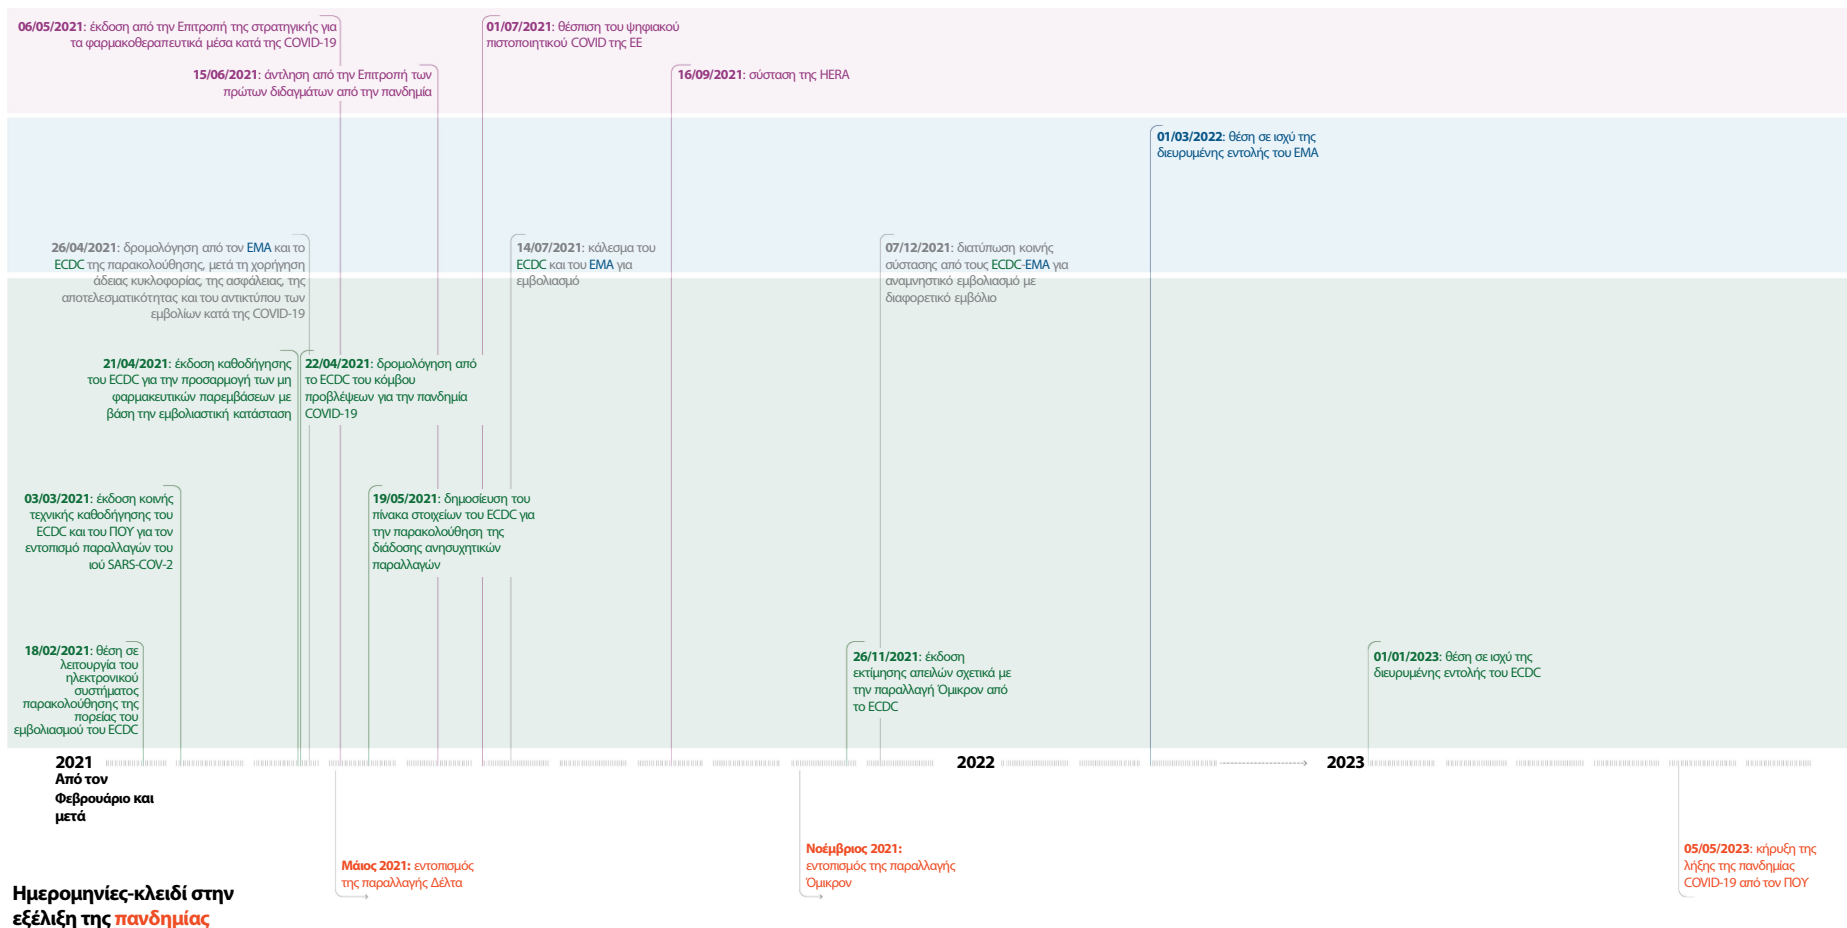 06/05/2021: έκδοση από την Επιτροπή της στρατηγικής για
τα φαρμακοθεραπευτικά μέσα κατά της COVID-19
01/07/2021: θέσπιση του ψηφιακού
πιστοποιητικού COVID της ΕΕ
15/06/2021: άντληση από την Επιτροπή των
πρώτων διδαγμάτων από την πανδημία
16/09/2021: σύσταση της HERA
01/03/2022: θέση σε ισχύ της
διευρυμένης εντολής του EMA
26/04/2021: δρομολόγηση από τον EMA και το
ECDC της παρακολούθησης, μετά τη χορήγηση
άδειας κυκλοφορίας, της ασφάλειας, της
αποτελεσματικότητας και του αντικτύπου των
εμβολίων κατά της COVID-19
14/07/2021: κάλεσμα του
ECDC και του EMA για
εμβολιασμό
07/12/2021: διατύπωση κοινής
σύστασης από τους ECDC-EMA για
αναμνηστικό εμβολιασμό με
διαφορετικό εμβόλιο
21/04/2021: έκδοση καθοδήγησης
του ECDC για την προσαρμογή των μη
φαρμακευτικών παρεμβάσεων με
βάση την εμβολιαστική κατάσταση
22/04/2021: δρομολόγηση από
το ECDC του κόμβου
προβλέψεων για την πανδημία
COVID-19
03/03/2021: έκδοση κοινής
τεχνικής καθοδήγησης του
ECDC και του ΠΟΥ για τον
εντοπισμό παραλλαγών του
ιού SARS-COV-2
19/05/2021: δημοσίευση του
πίνακα στοιχείων του ECDC για
την παρακολούθηση της
διάδοσης ανησυχητικών
παραλλαγών
18/02/2021: θέση σε
λειτουργία του
ηλεκτρονικού
συστήματος
παρακολούθησης της
πορείας του
εμβολιασμού του ECDC
26/11/2021: έκδοση
εκτίμησης απειλών σχετικά με
την παραλλαγή Όμικρον από
το ECDC
01/01/2023: θέση σε ισχύ της
διευρυμένης εντολής του ECDC
2021
Από τον
Φεβρουάριο και
μετά
2022
2023
Μάιος 2021: εντοπισμός
της παραλλαγής Δέλτα
Νοέμβριος 2021:
εντοπισμός της παραλλαγής
Όμικρον
05/05/2023: κήρυξη της
λήξης της πανδημίας
COVID-19 από τον ΠΟΥ
Ημερομηνίες-κλειδί στην
εξέλιξη της πανδημίας